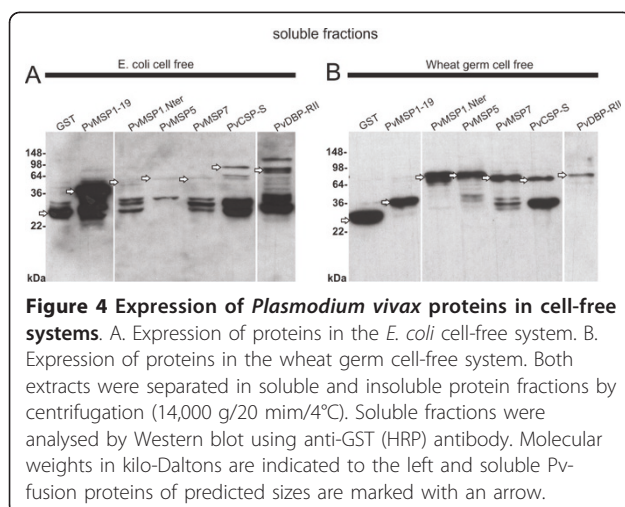 soluble fractions
A
E. coli cell free
B
Wheat germ cell free
GST
PvMSP1-19
PvMSP1.Nter
PvMSP5
PvMSP7
PvCSP-S
PvDBP-RII
GST
PvMSP1-19
PvMSP1.Nter
PvMSP5
PvMSP7
PvCSP-S
PvDBP-RII
148-
98-
64-
36-
22-
kDa
148-
98-
64-
36-
22-
kDa
Figure 4 Expression of Plasmodium vivax proteins in cell-free
systems. A. Expression of proteins in the E. coli cell-free system. B.
Expression of proteins in the wheat germ cell-free system. Both
extracts were separated in soluble and insoluble protein fractions by
centrifugation (14,000 g/20 mim/4°C). Soluble fractions were
analysed by Western blot using anti-GST (HRP) antibody. Molecular
weights in kilo-Daltons are indicated to the left and soluble Pv-
fusion proteins of predicted sizes are marked with an arrow.